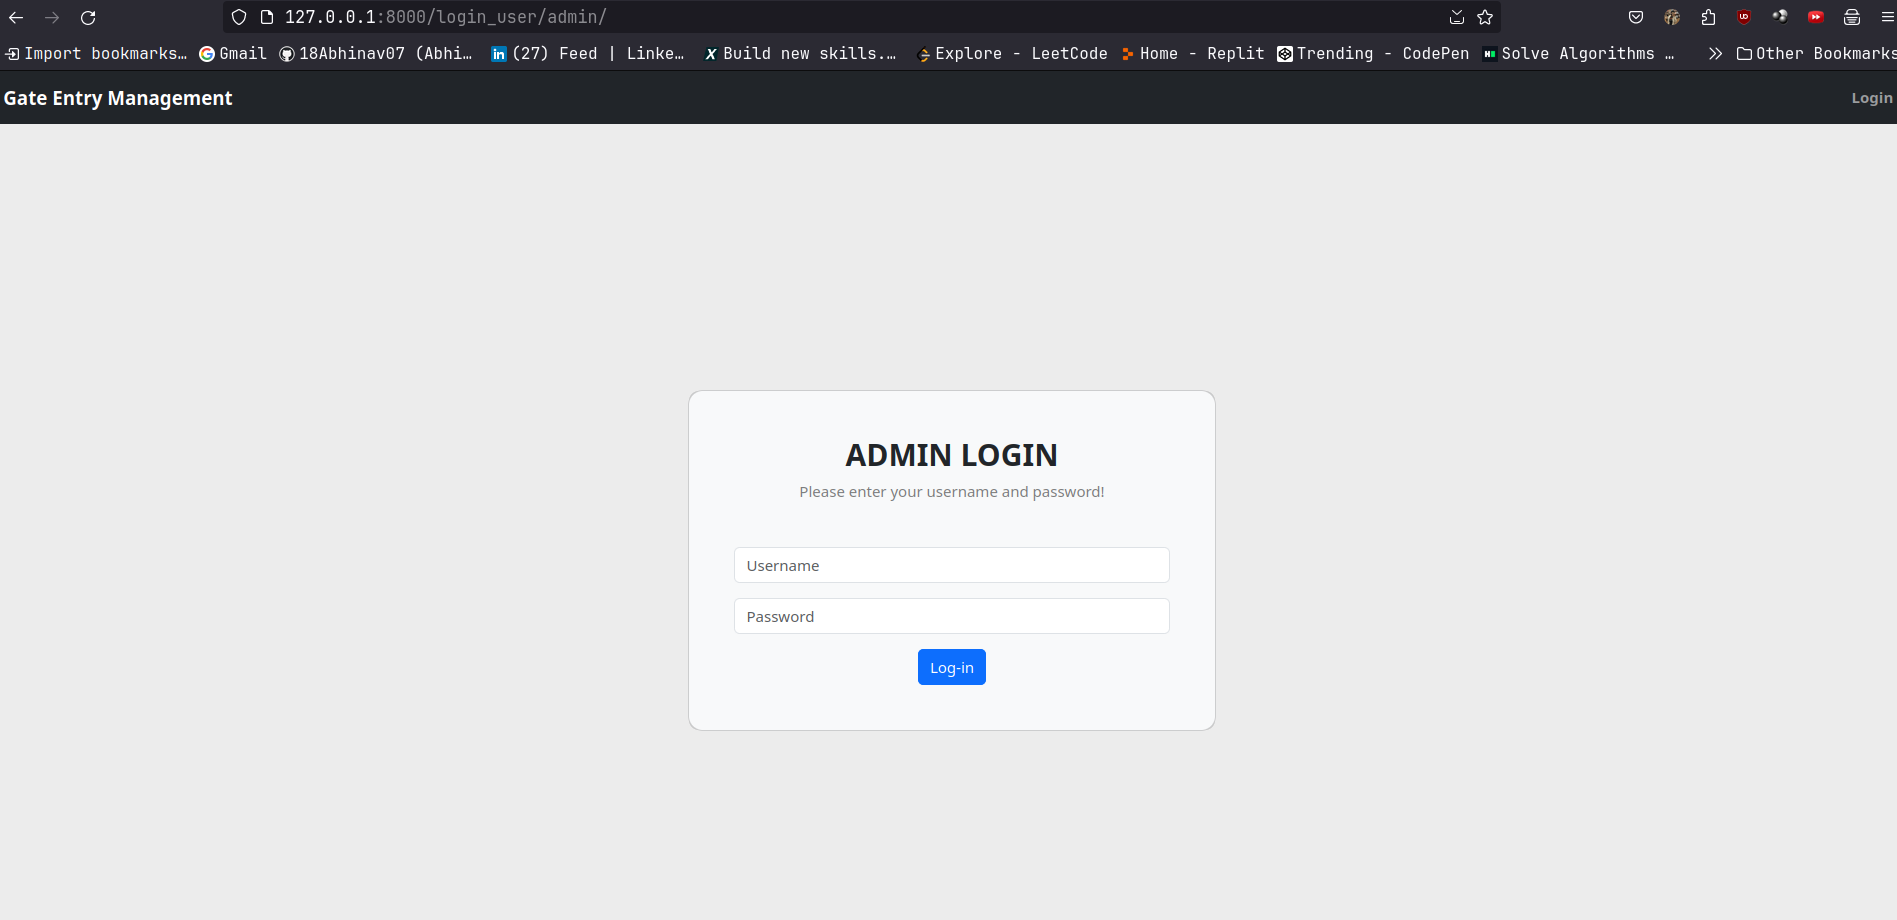 127.0.0.1:8000/login_user/admin/
Import bookmarks… Gmail 18Abhinav07 (Abhi… (27) Feed | Linke… Build new skills.… Explore - LeetCode Home - Replit Trending - CodePen Solve Algorithms … Other Bookmarks
Gate Entry Management Login
ADMIN LOGIN
Please enter your username and password!
Username
Password
Log-in